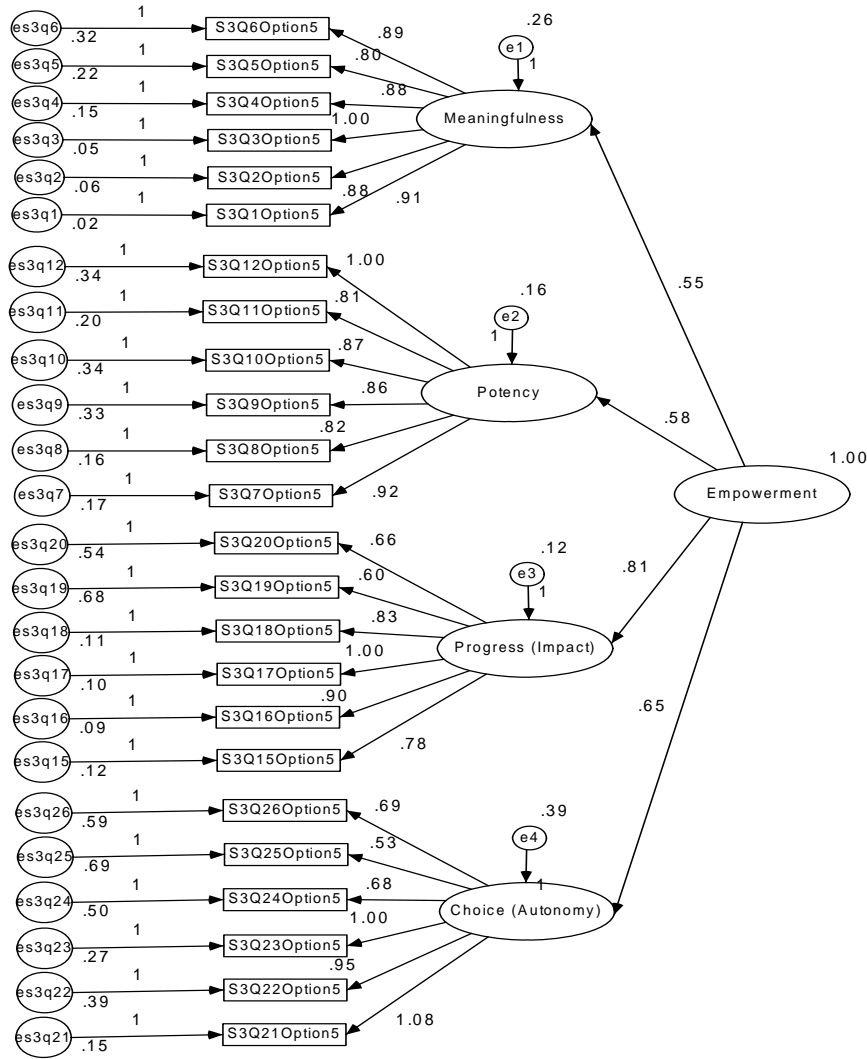 es3q6 .32 1 S3Q6Option5 .89
es3q5 .22 1 S3Q5Option5 .80
es3q4 .15 1 S3Q4Option5 .88
es3q3 .05 1 S3Q3Option5 1.00
es3q2 .06 1 S3Q2Option5 .88
es3q1 .02 1 S3Q1Option5 .91
e1 .26 1
Meaningfulness
.55
es3q12 .34 1 S3Q12Option5 1.00
es3q11 .20 1 S3Q11Option5 .81
es3q10 .34 1 S3Q10Option5 .87
es3q9 .33 1 S3Q9Option5 .86
es3q8 .16 1 S3Q8Option5 .82
es3q7 .17 1 S3Q7Option5 .92
e2 .16 1
Potency
.58
1.00
Empowerment
es3q20 .54 1 S3Q20Option5 .66
es3q19 .68 1 S3Q19Option5 .60
es3q18 .11 1 S3Q18Option5 .83
es3q17 .10 1 S3Q17Option5 1.00
es3q16 .09 1 S3Q16Option5 .90
es3q15 .12 1 S3Q15Option5 .78
e3 .12 1
Progress (Impact)
.81
es3q26 .59 1 S3Q26Option5 .69
es3q25 .69 1 S3Q25Option5 .53
es3q24 .50 1 S3Q24Option5 .68
es3q23 .27 1 S3Q23Option5 1.00
es3q22 .39 1 S3Q22Option5 .95
es3q21 .15 1 S3Q21Option5 1.08
e4 .39 1
Choice (Autonomy)
.65